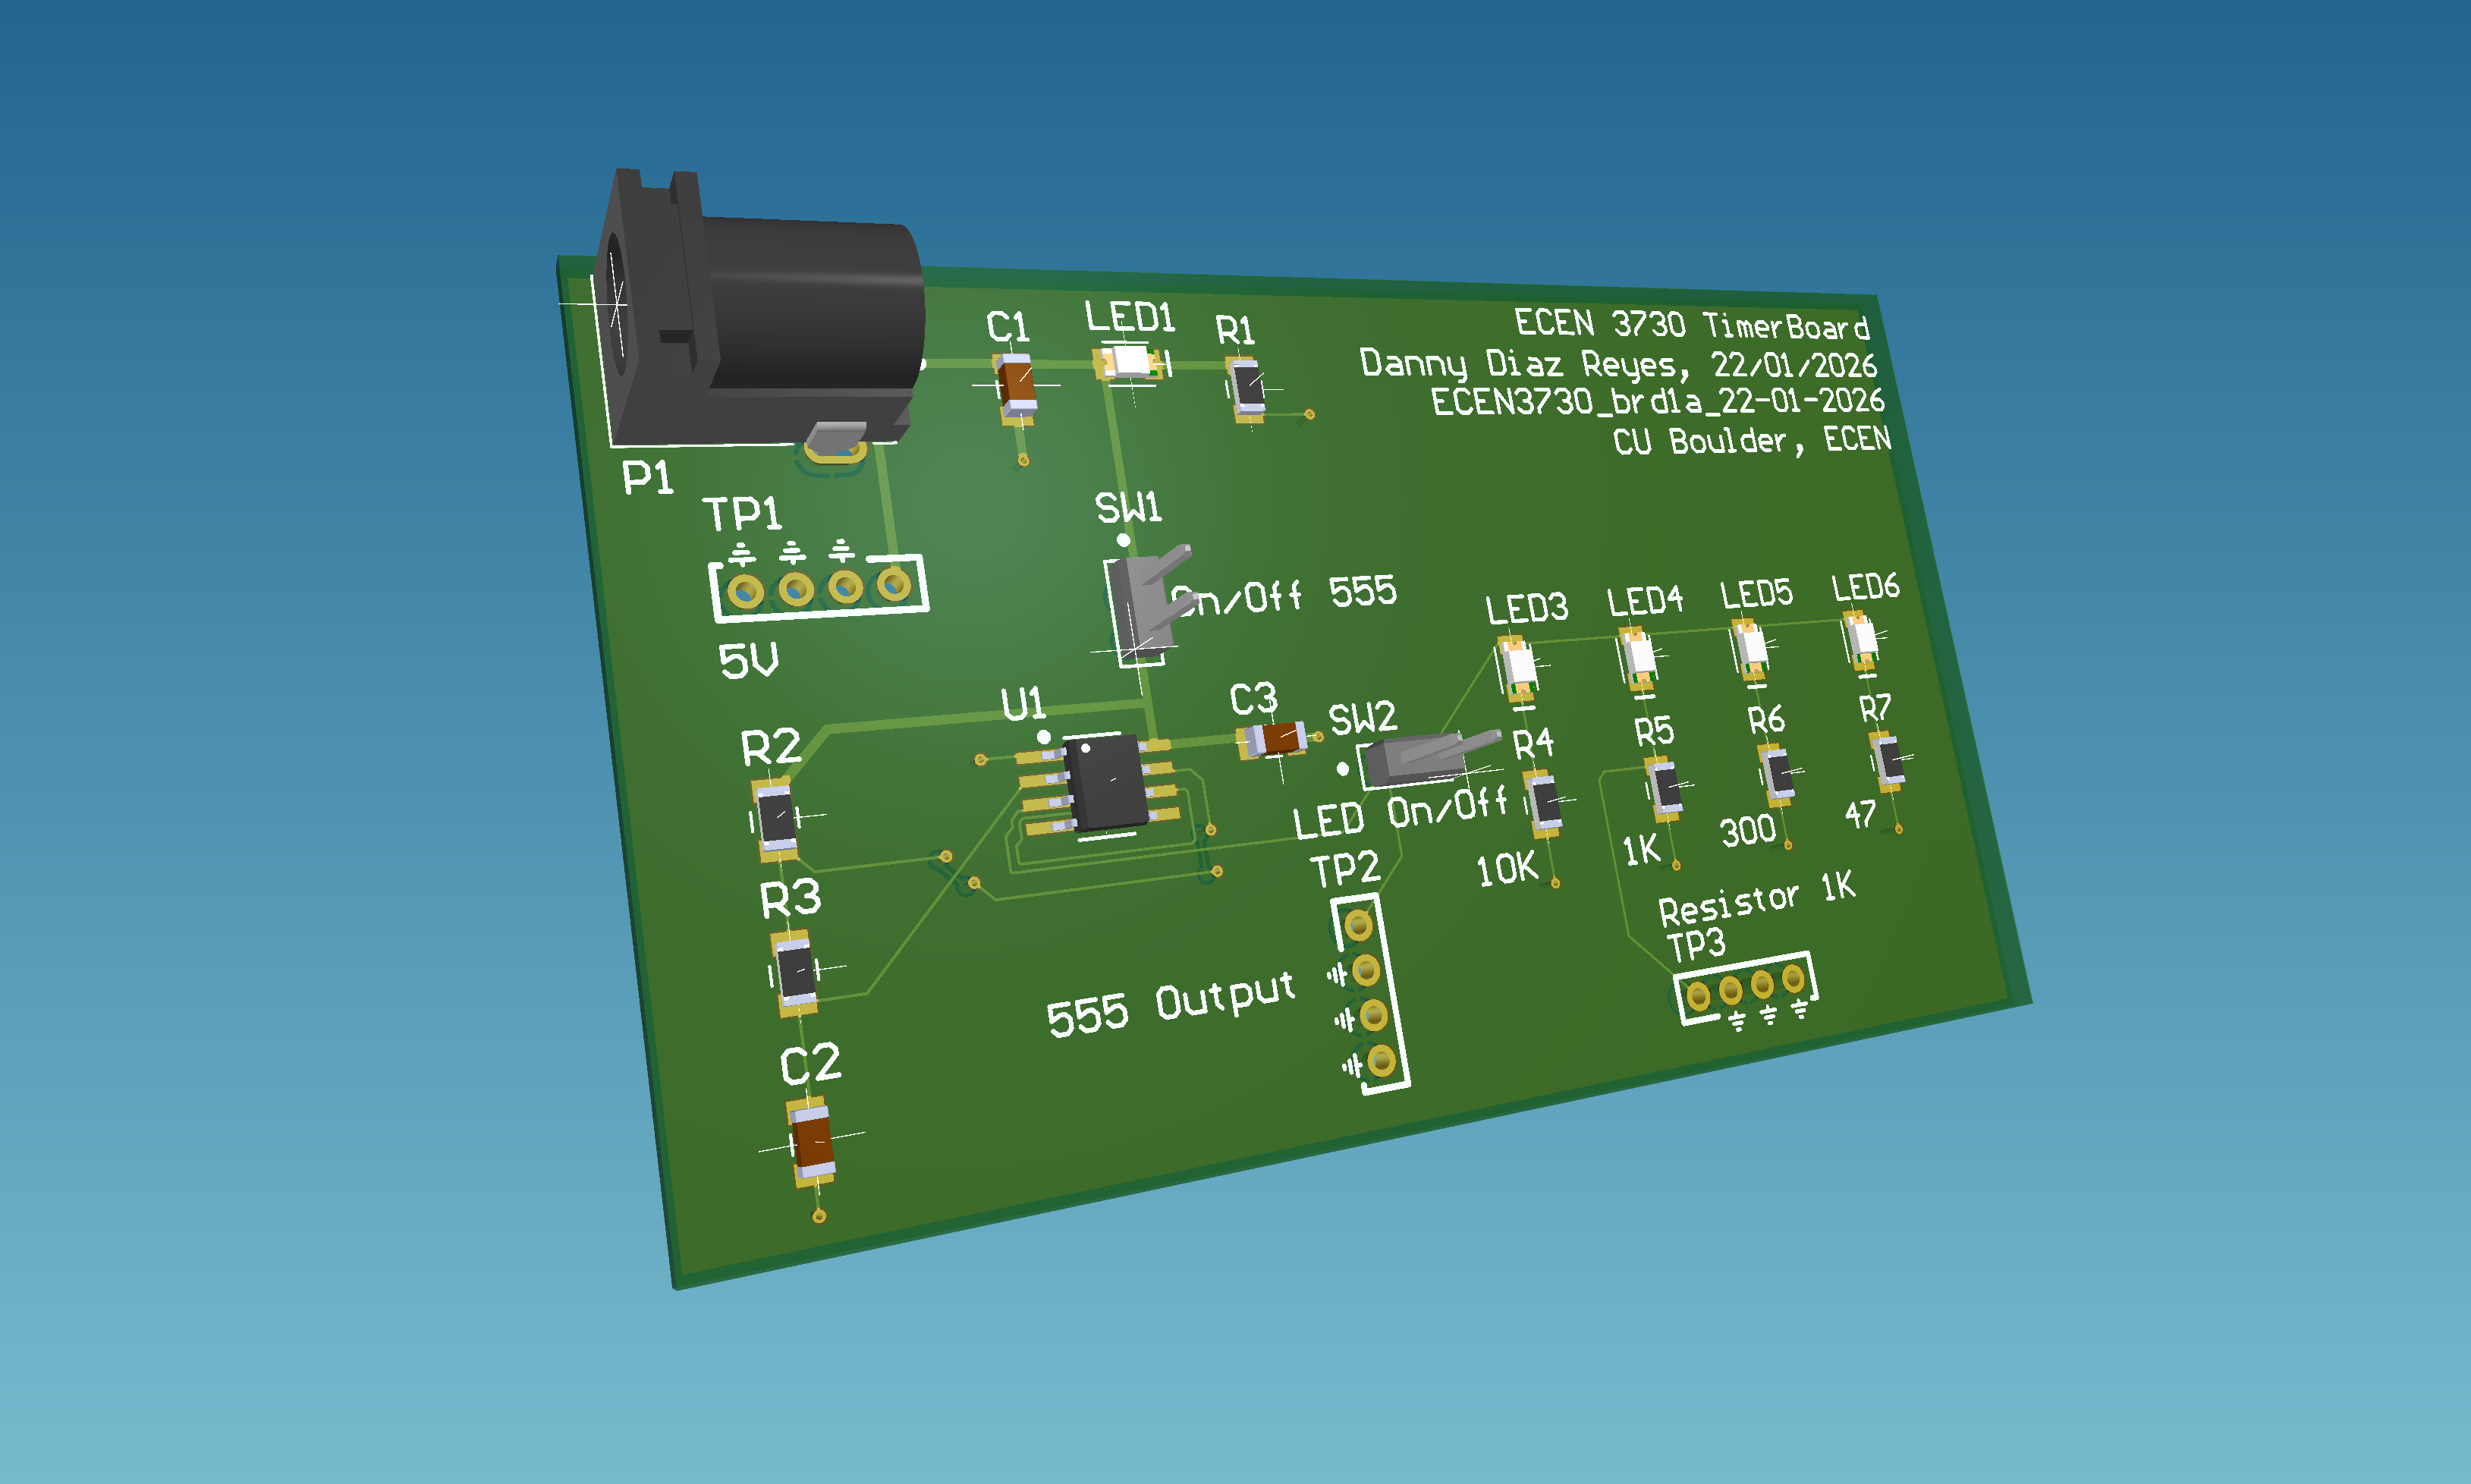 C1
LED1
R1
ECEN 3730 TimerBoard
Danny Diaz Reyes, 22/01/2026
ECEN3730_brd1a_22-01-2026
CU Boulder, ECEN
P1
TP1
5V
SW1
On/Off 555
LED3
LED4
LED5
LED6
U1
C3
SW2
R2
R4
R5
R6
R7
LED On/Off
10K
1K
300
47
TP2
R3
Resistor 1K
TP3
555 Output
C2